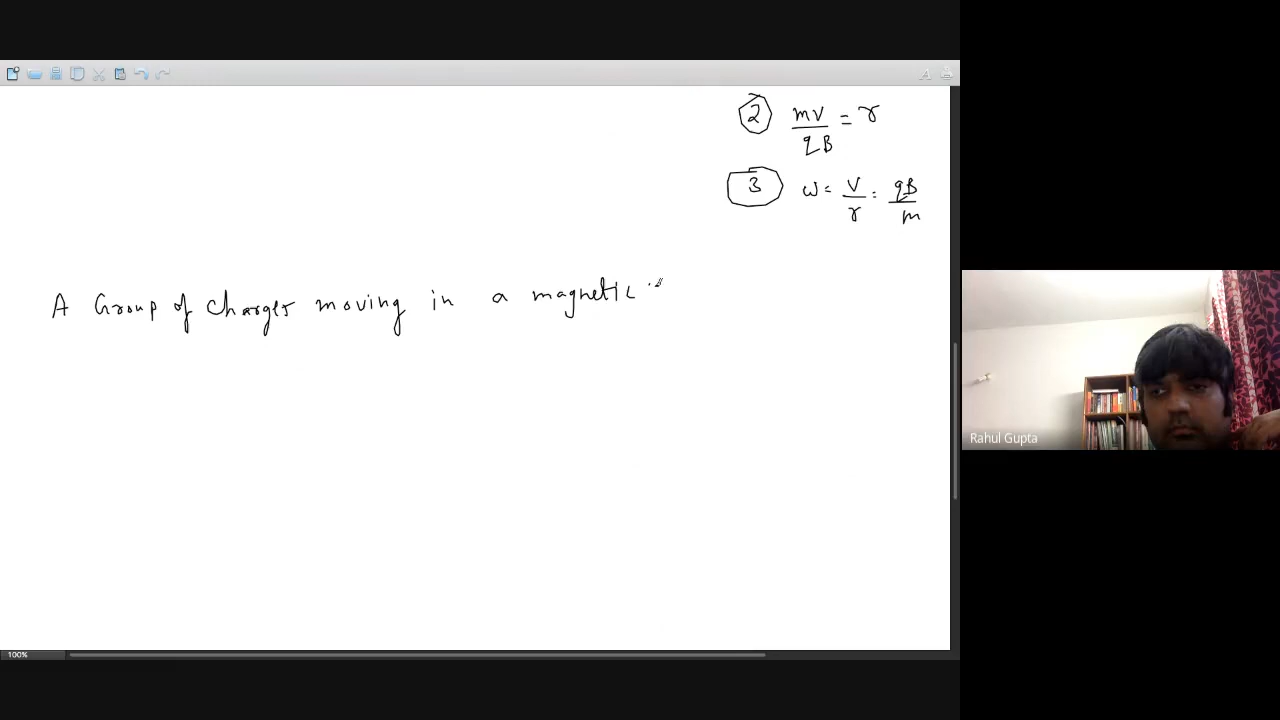 ② mv/qB = r
③ ω = v/r = qB/m
A Group of charges moving in a magnetic
Rahul Gupta
100%